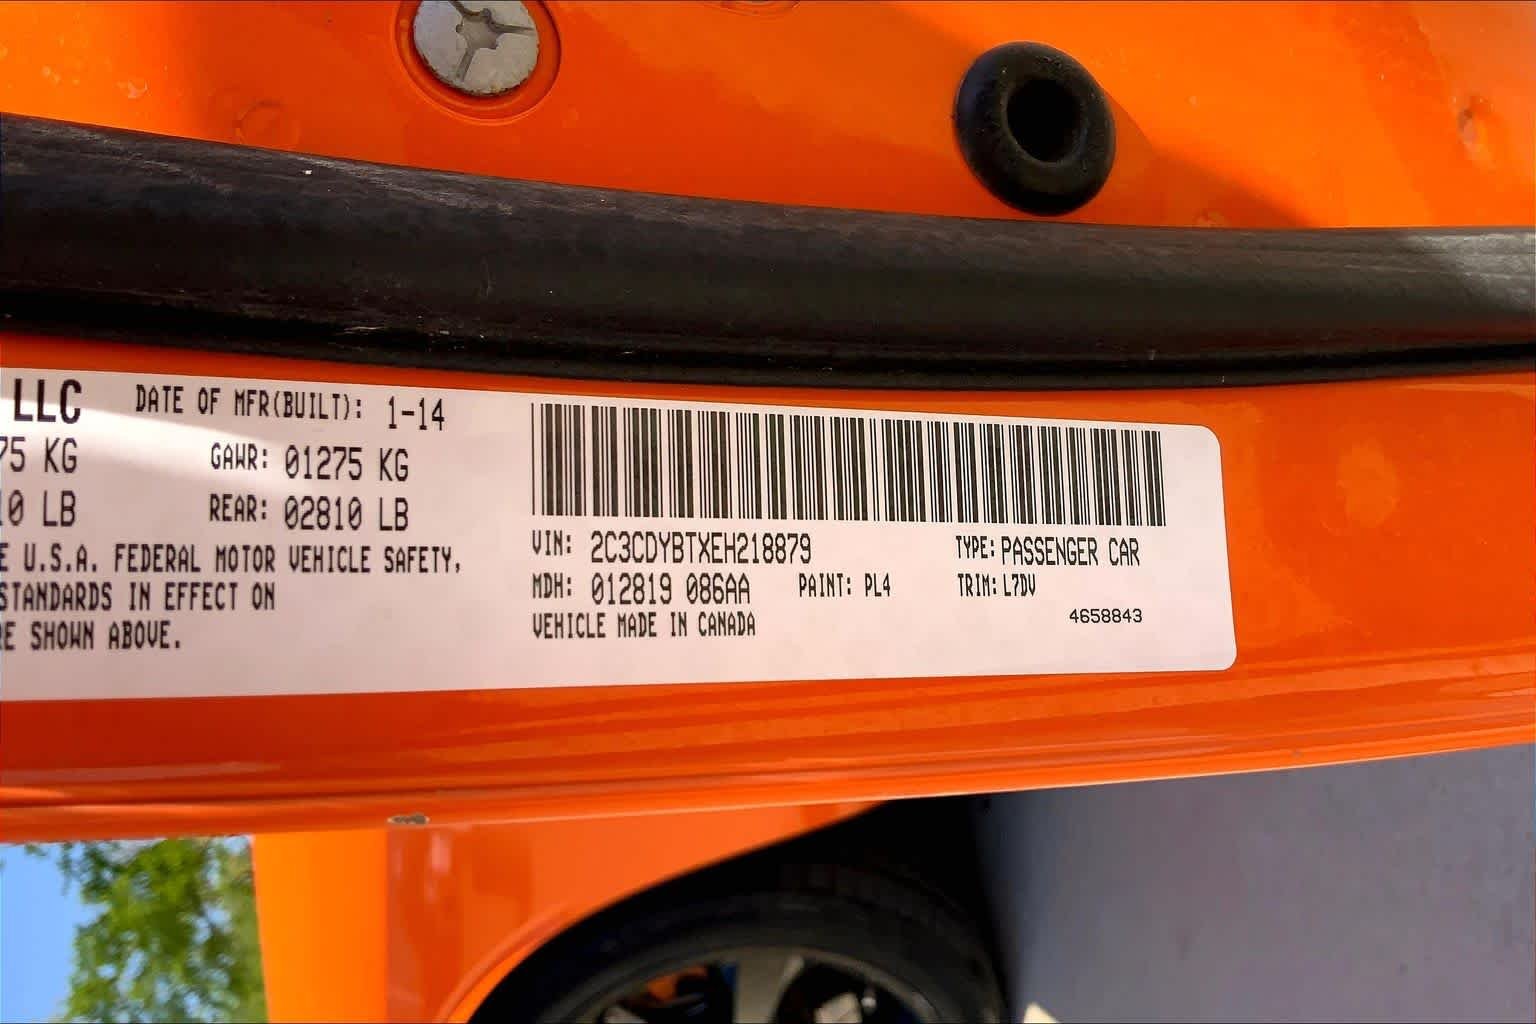 LLC DATE OF MFR(BUILT): 1-14
75 KG GAWR: 01275 KG
10 LB REAR: 02810 LB
E U.S.A. FEDERAL MOTOR VEHICLE SAFETY,
STANDARDS IN EFFECT ON
RE SHOWN ABOVE.
VIN: 2C3CDYBTXEH218879 TYPE: PASSENGER CAR
MDH: 012819 086AA PAINT: PL4 TRIM: L7DV
VEHICLE MADE IN CANADA 4658843